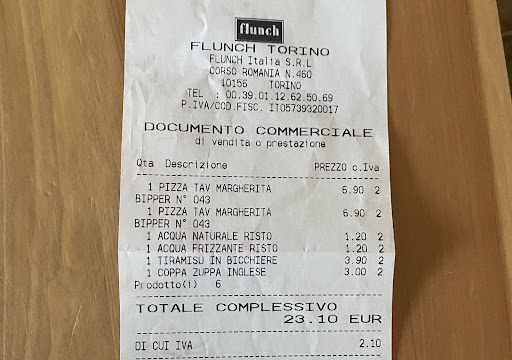 flunch
FLUNCH TORINO
FLUNCH Italia S.R.L
CORSO ROMANIA N.460
10156 TORINO
TEL : 00.39.01.12.62.50.69
P.IVA/COD.FISC. IT05739320017
DOCUMENTO COMMERCIALE
di vendita o prestazione
Qta Descrizione PREZZO c.Iva
1 PIZZA TAV MARGHERITA 6.90 2
BIPPER N° 043
1 PIZZA TAV MARGHERITA 6.90 2
BIPPER N° 043
1 ACQUA NATURALE RISTO 1.20 2
1 ACQUA FRIZZANTE RISTO 1.20 2
1 TIRAMISU IN BICCHIERE 3.90 2
1 COPPA ZUPPA INGLESE 3.00 2
Prodotto(i) 6
TOTALE COMPLESSIVO
23.10 EUR
DI CUI IVA 2.10